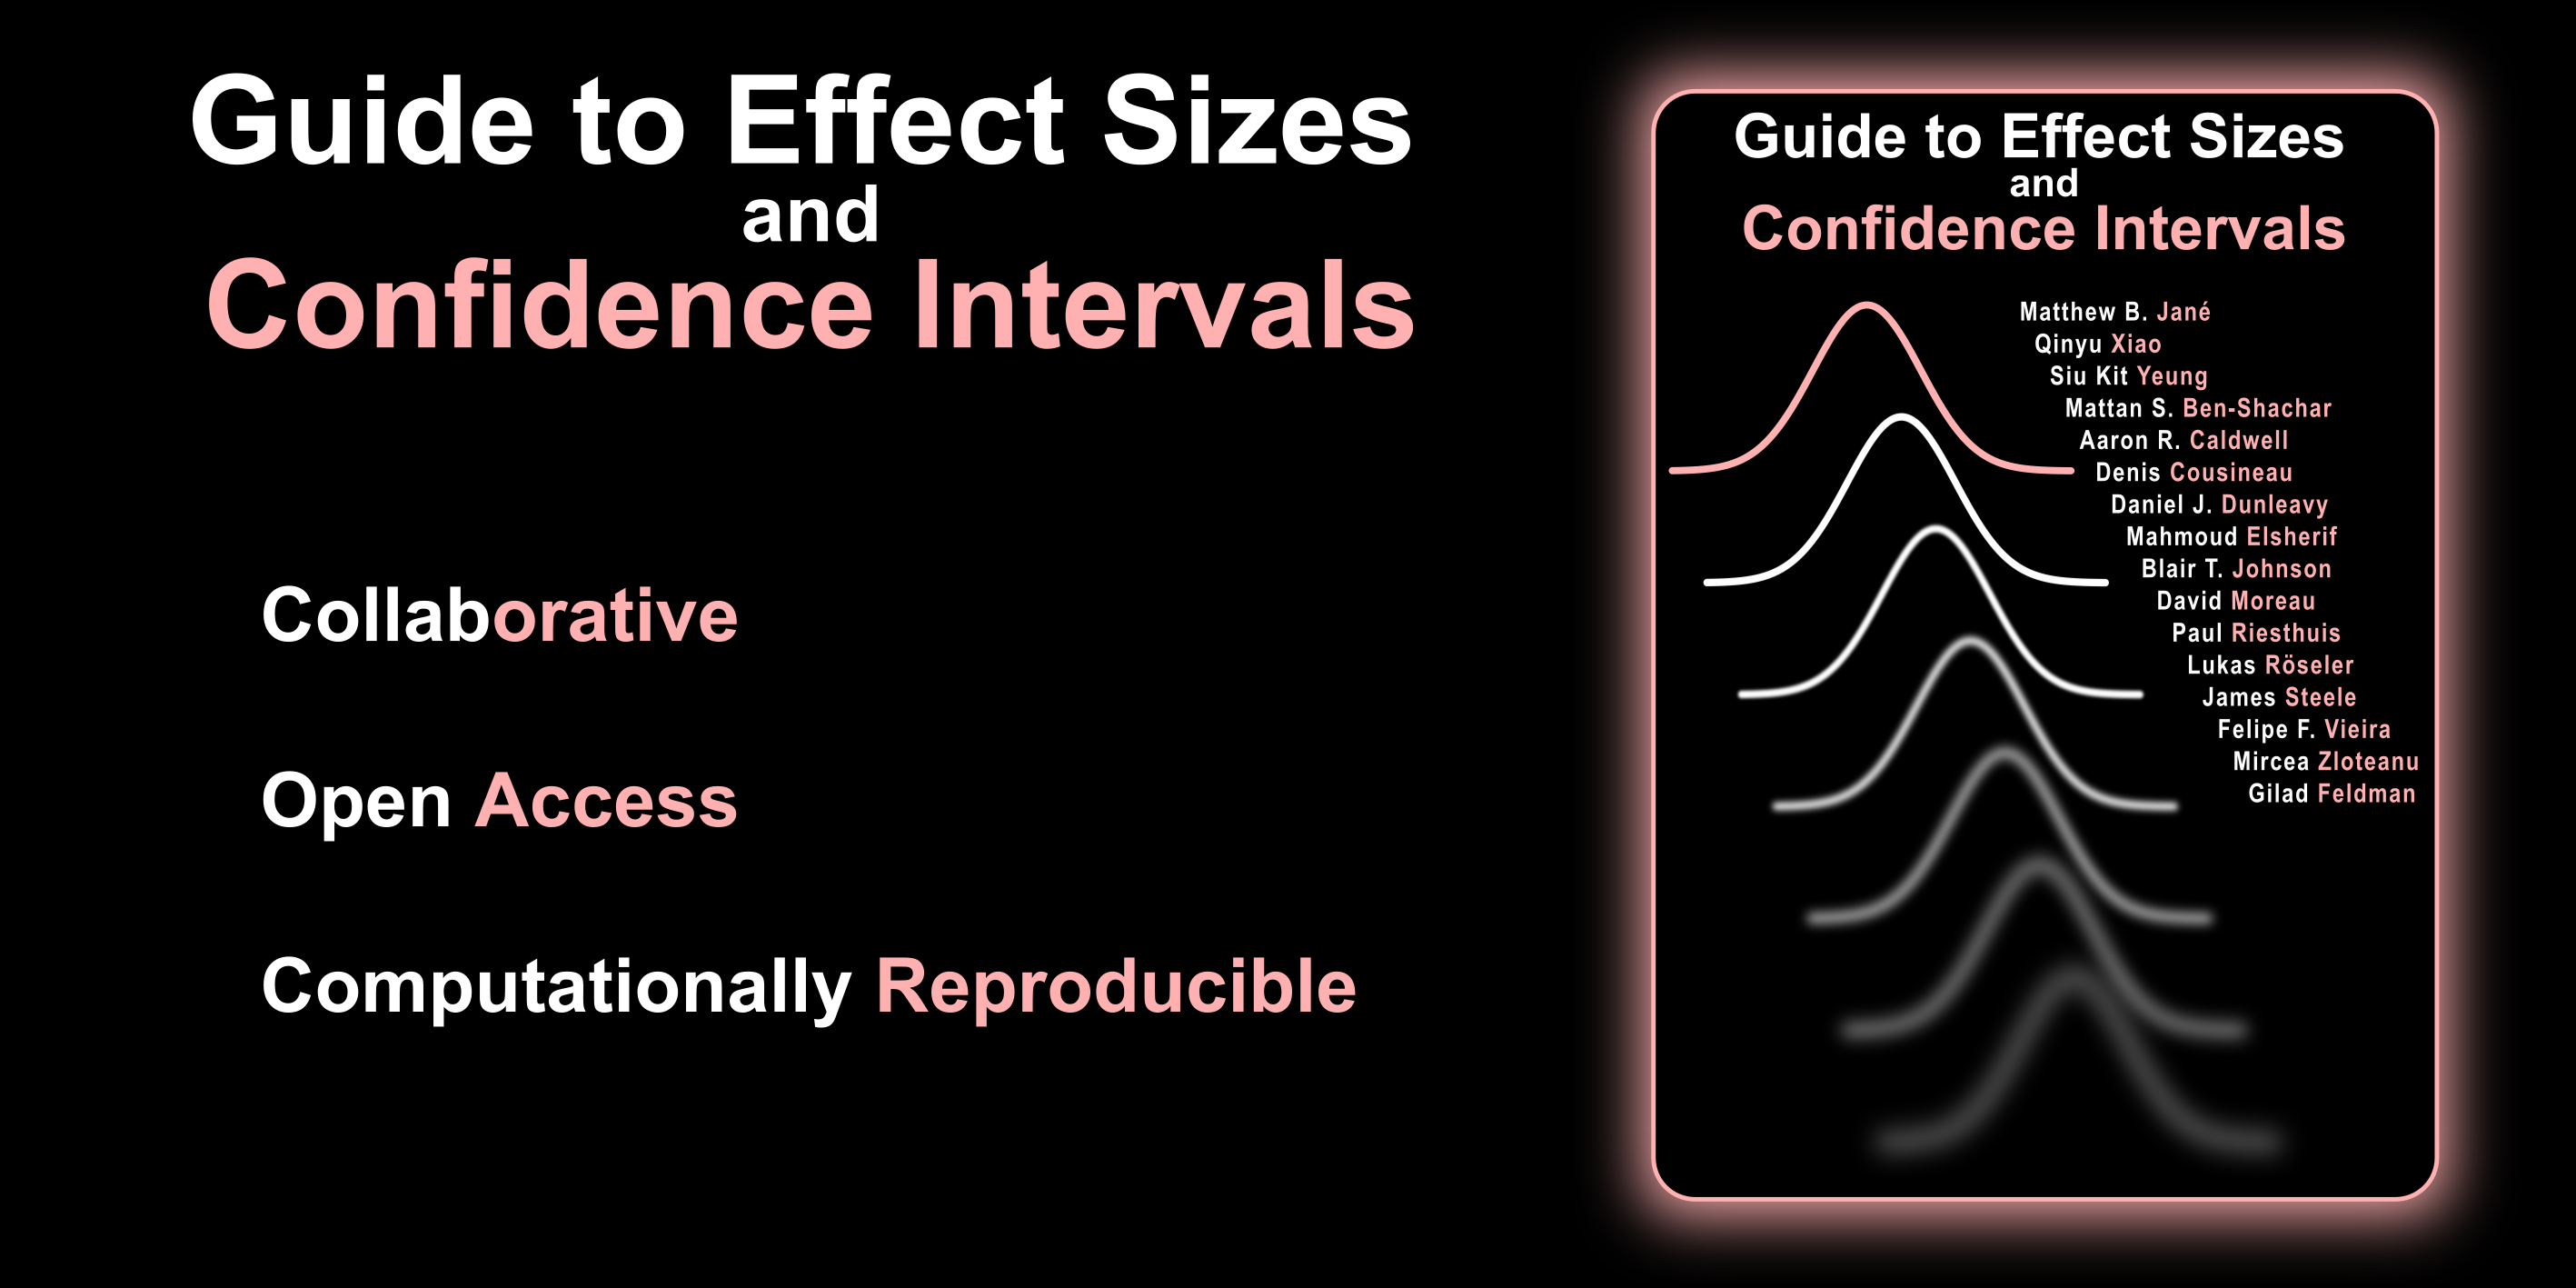 Guide to Effect Sizes
and
Confidence Intervals
Collaborative
Open Access
Computationally Reproducible
Guide to Effect Sizes
and
Confidence Intervals
Matthew B. Jané
Qinyu Xiao
Siu Kit Yeung
Mattan S. Ben-Shachar
Aaron R. Caldwell
Denis Cousineau
Daniel J. Dunleavy
Mahmoud Elsherif
Blair T. Johnson
David Moreau
Paul Riesthuis
Lukas Röseler
James Steele
Felipe F. Vieira
Mircea Zloteanu
Gilad Feldman